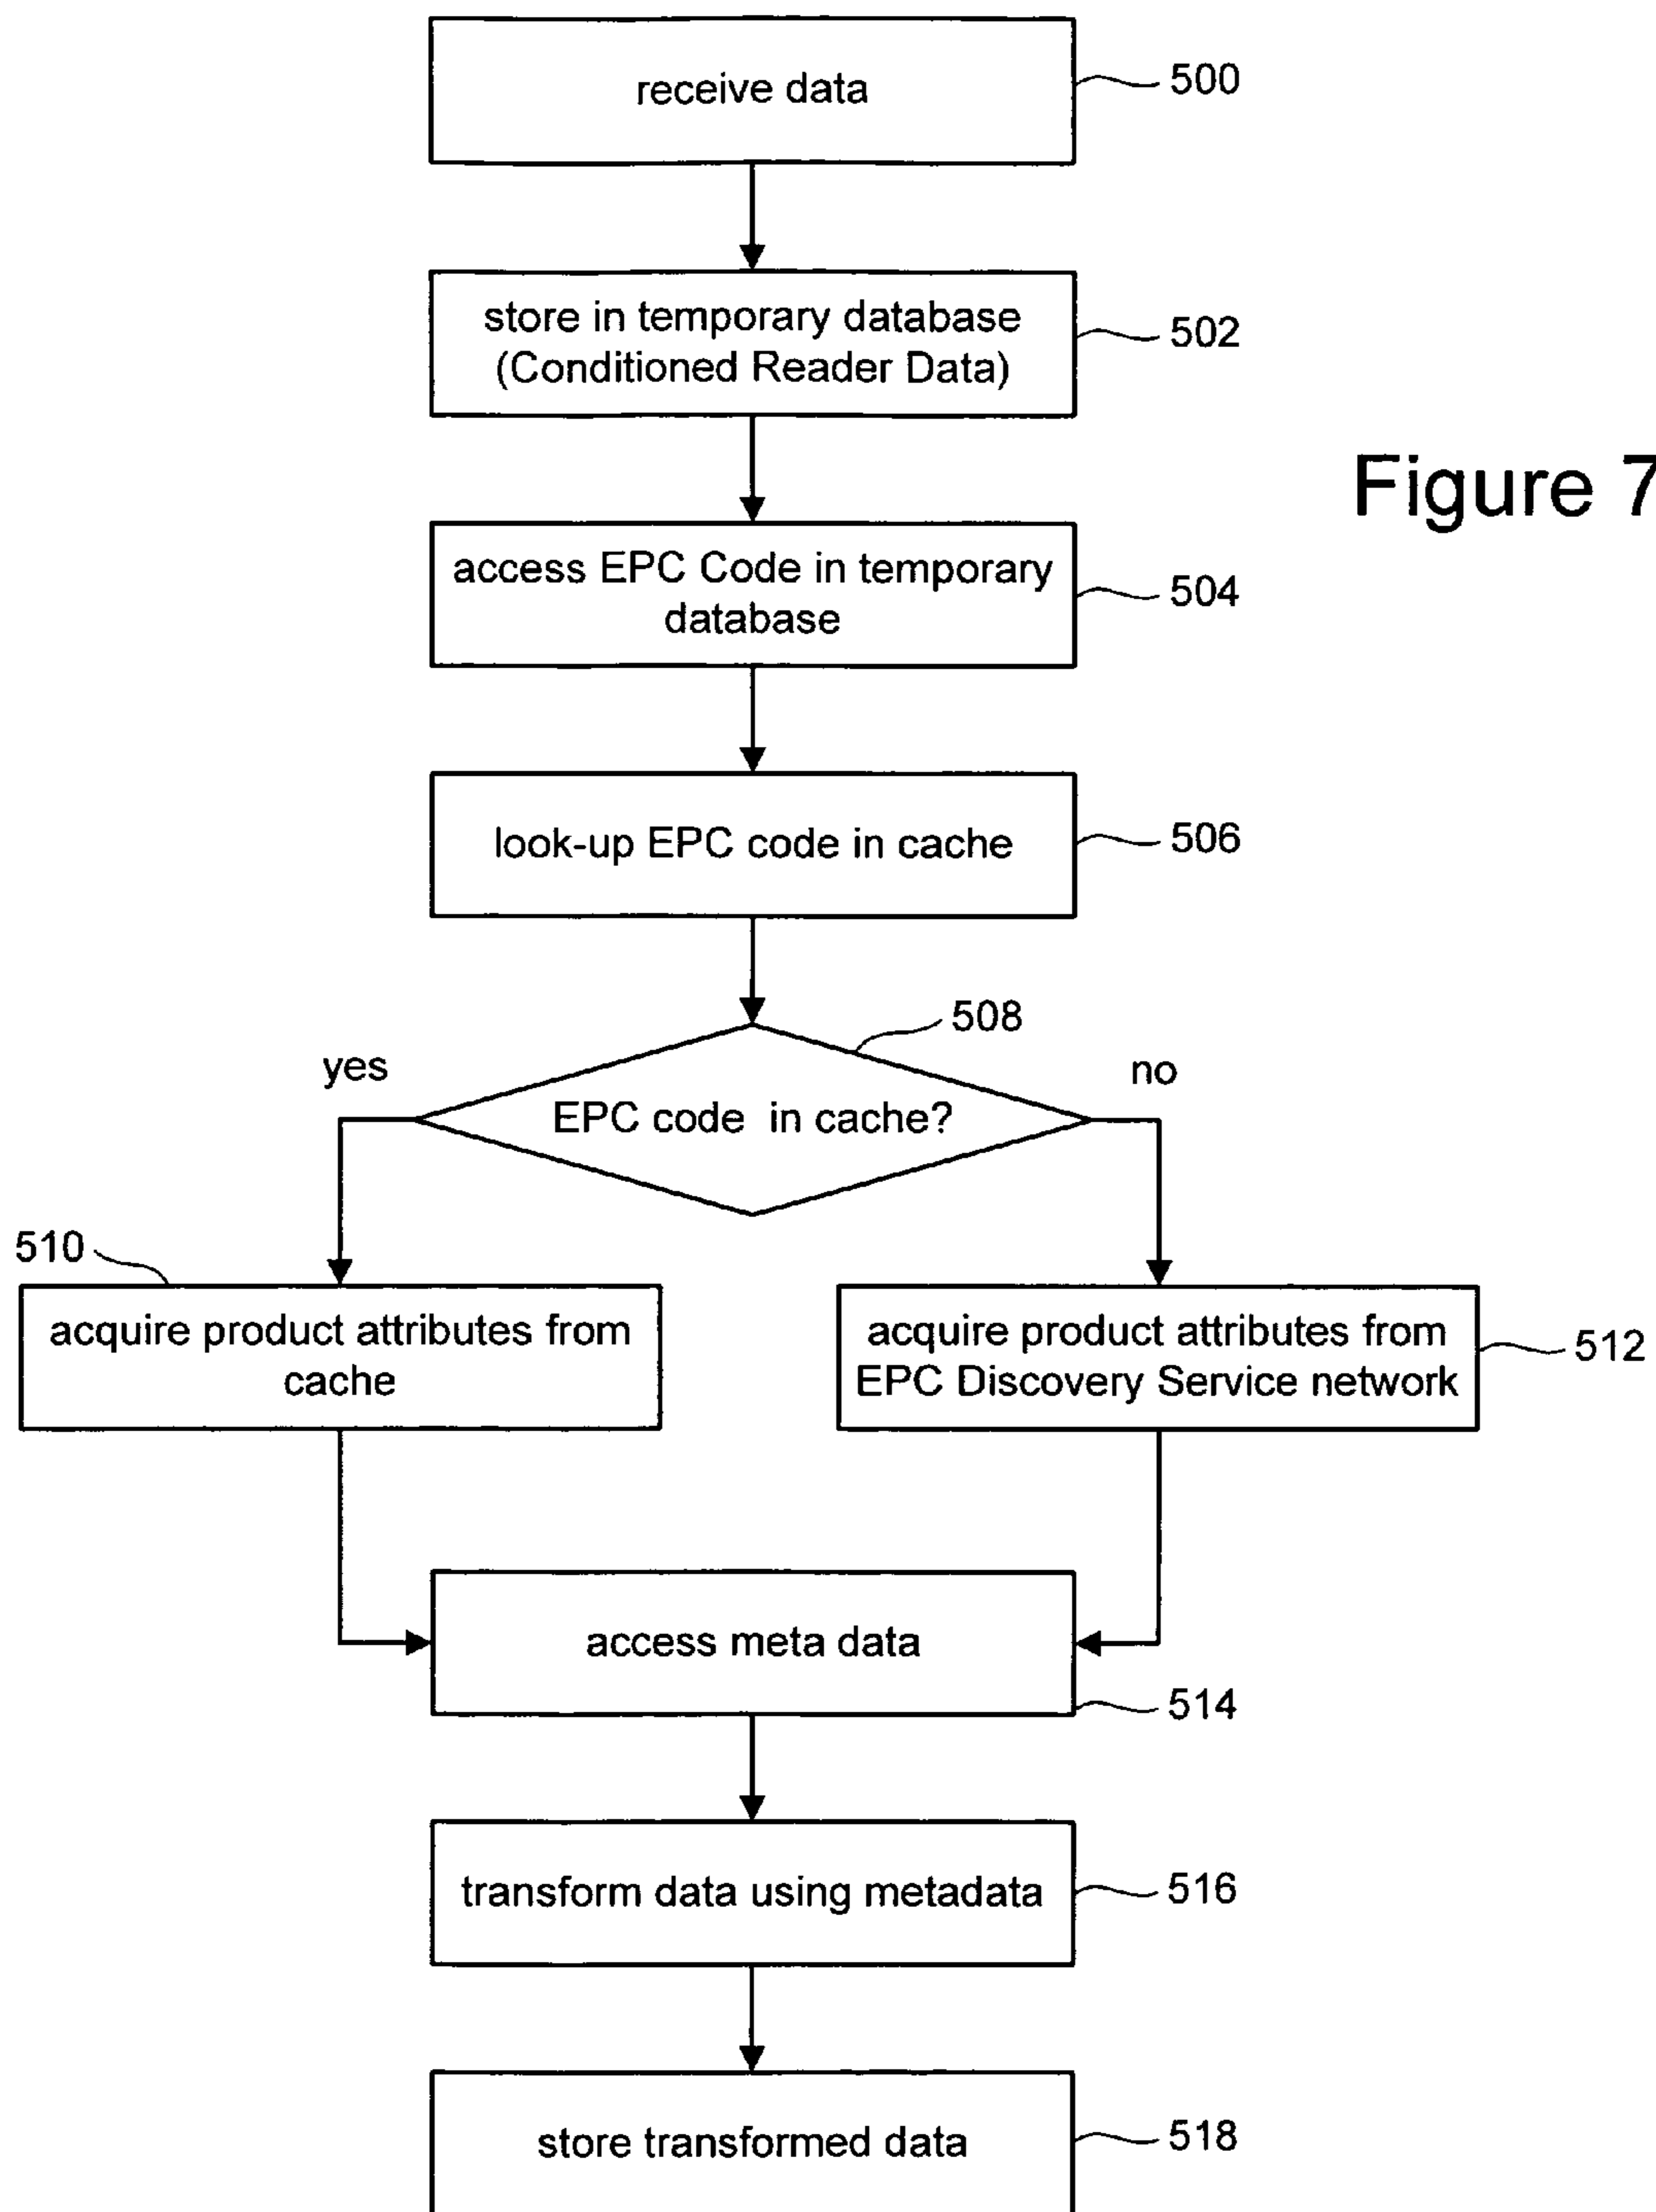 receive data
500
store in temporary database
(Conditioned Reader Data)
502
Figure 7
access EPC Code in temporary
database
504
look-up EPC code in cache
506
508
yes
no
EPC code in cache?
510
acquire product attributes from
cache
acquire product attributes from
EPC Discovery Service network
512
access meta data
514
transform data using metadata
516
store transformed data
518